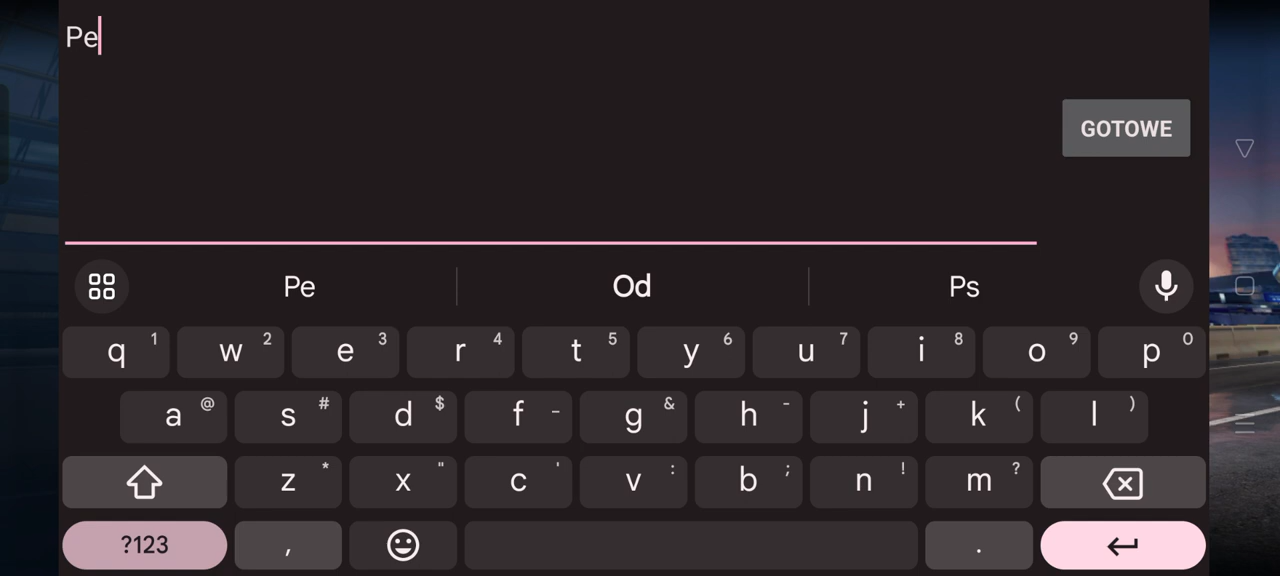 Pe
GOTOWE
Pe Od Ps
q 1 w 2 e 3 r 4 t 5 y 6 u 7 i 8 o 9 p 0
a @ s # d $ f _ g & h - j + k ( l )
z * x " c ' v : b ; n ! m ?
?123 , .